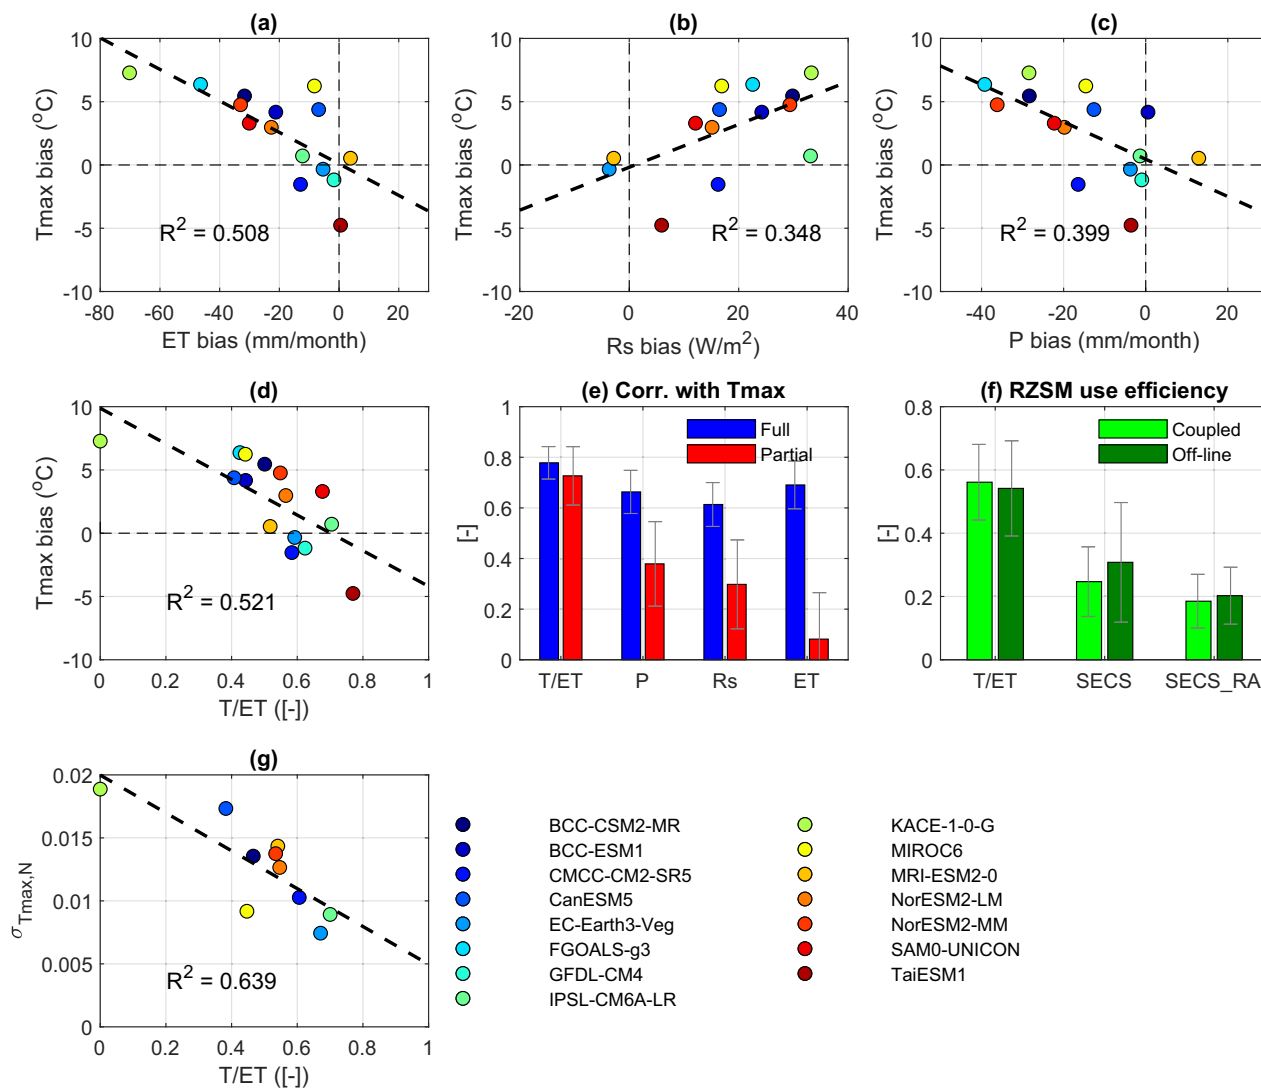 (a)
10
5
0
-5
-10
-80
-60
-40
-20
0
20
Tmax bias (°C)
ET bias (mm/month)
R² = 0.508
(b)
10
5
0
-5
-10
-20
0
20
40
Tmax bias (°C)
Rs bias (W/m²)
R² = 0.348
(c)
10
5
0
-5
-10
-40
-20
0
20
Tmax bias (°C)
P bias (mm/month)
R² = 0.399
(d)
10
5
0
-5
-10
0
0.2
0.4
0.6
0.8
1
Tmax bias (°C)
T/ET ([-])
R² = 0.521
(e) Corr. with Tmax
1
0.8
0.6
0.4
0.2
0
[-]
Full
Partial
T/ET
P
Rs
ET
(f) RZSM use efficiency
0.8
0.6
0.4
0.2
0
[-]
Coupled
Off-line
T/ET
SECS
SECS_RA
(g)
0.02
0.015
0.01
0.005
0
0
0.2
0.4
0.6
0.8
1
σTmax,N
T/ET ([-])
R² = 0.639
BCC-CSM2-MR
BCC-ESM1
CMCC-CM2-SR5
CanESM5
EC-Earth3-Veg
FGOALS-g3
GFDL-CM4
IPSL-CM6A-LR
KACE-1-0-G
MIROC6
MRI-ESM2-0
NorESM2-LM
NorESM2-MM
SAM0-UNICON
TaiESM1